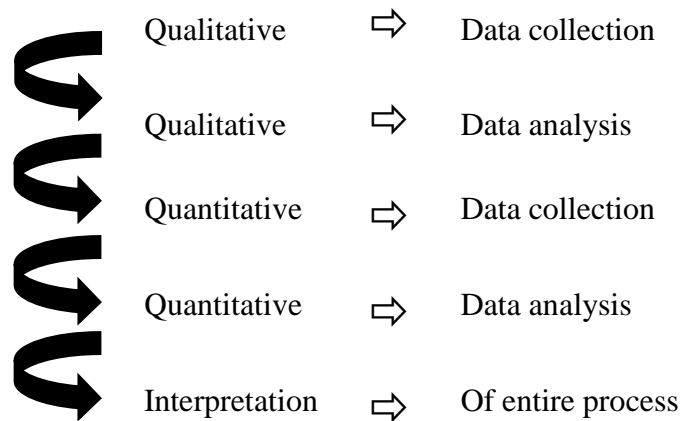 Qualitative ⇨ Data collection
Qualitative ⇨ Data analysis
Quantitative ⇨ Data collection
Quantitative ⇨ Data analysis
Interpretation ⇨ Of entire process